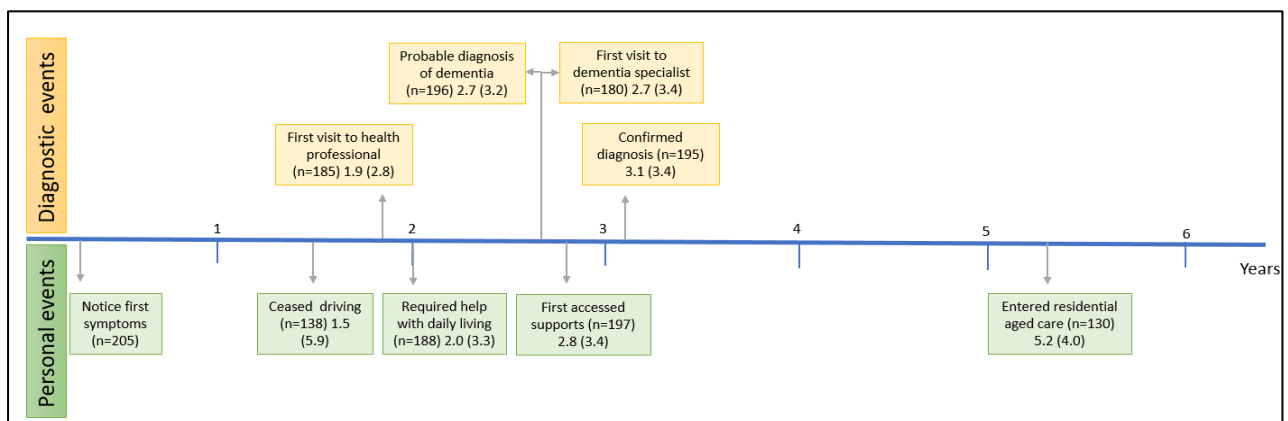 Diagnostic events
Probable diagnosis
of dementia
(n=196) 2.7 (3.2)
First visit to
dementia specialist
(n=180) 2.7 (3.4)
First visit to health
professional
(n=185) 1.9 (2.8)
Confirmed
diagnosis (n=195)
3.1 (3.4)
1
2
3
4
5
6
Years
Personal events
Notice first
symptoms
(n=205)
Ceased driving
(n=138) 1.5
(5.9)
Required help
with daily living
(n=188) 2.0 (3.3)
First accessed
supports (n=197)
2.8 (3.4)
Entered residential
aged care (n=130)
5.2 (4.0)